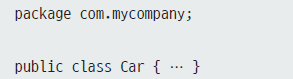 package com.mycompany;
public class Car { ⋯ }